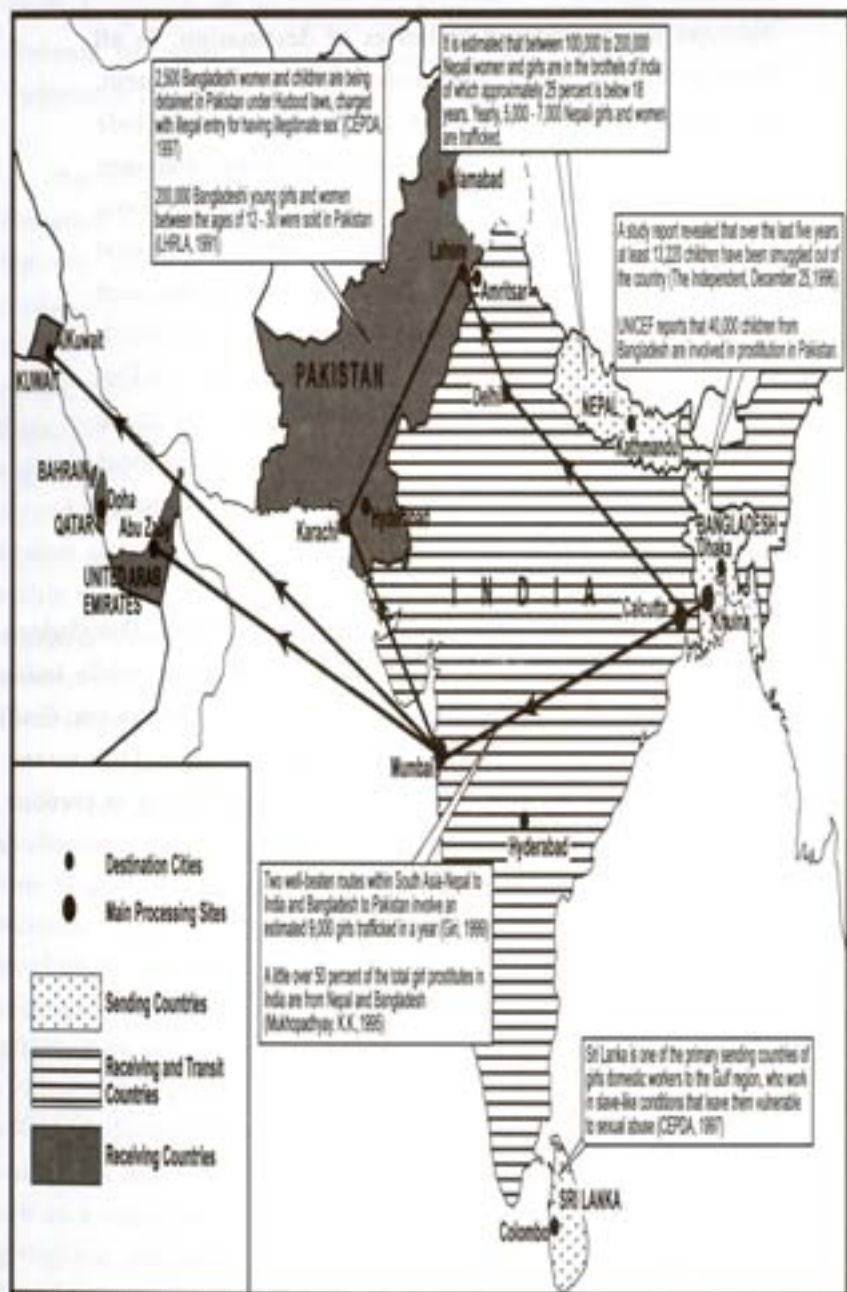 2,500 Bangladeshi women and children are being
detained in Pakistan under Hudood laws, charged
with illegal entry for having illegitimate sex' (CEPDA,
1997)
200,000 Bangladeshi young girls and women
between the ages of 12 - 30 were sold in Pakistan
(LHRLA, 1991)
It is estimated that between 100,000 to 200,000
Nepali women and girls are in the brothels of India
of which approximately 25 percent is below 18
years. Yearly, 5,000 - 7,000 Nepali girls and women
are trafficked.
A study report revealed that over the last five years
at least 13,220 children have been smuggled out of
the country (The Independent, December 25, 1996)
UNICEF reports that 40,000 children from
Bangladesh are involved in prostitution in Pakistan.
Islamabad
Lahore
Amritsar
Kuwait
KUWAIT
PAKISTAN
Delhi
NEPAL
Kathmandu
BAHRAIN
Doha
QATAR
Abu Zaby
UNITED ARAB
EMIRATES
Karachi
Hyderabad
BANGLADESH
Dhaka
INDIA
Calcutta
Khulna
Mumbai
Hyderabad
Destination Cities
Main Processing Sites
Sending Countries
Receiving and Transit
Countries
Receiving Countries
Two well-beaten routes within South Asia-Nepal to
India and Bangladesh to Pakistan involve an
estimated 9,000 girls trafficked in a year (Giri, 1999)
A little over 50 percent of the total girl prostitutes in
India are from Nepal and Bangladesh
(Mukhopadhyay. K.K, 1995)
Sri Lanka is one of the primary sending countries of
girls domestic workers to the Gulf region, who work
in slave-like conditions that leave them vulnerable
to sexual abuse (CEPDA, 1997)
SRI LANKA
Colombo